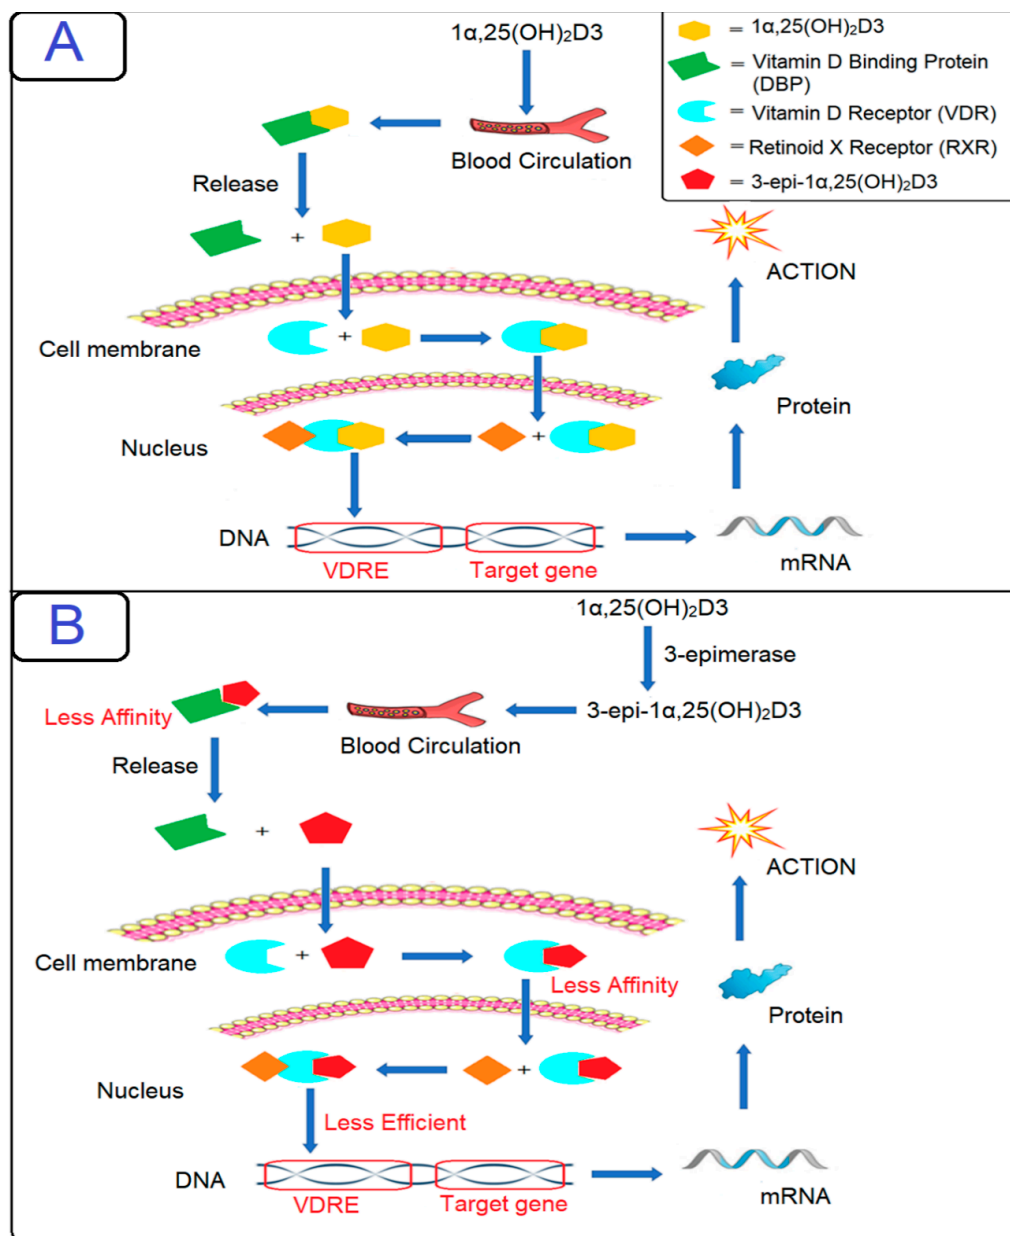 A
1α,25(OH)₂D3
= 1α,25(OH)₂D3
= Vitamin D Binding Protein
(DBP)
= Vitamin D Receptor (VDR)
= Retinoid X Receptor (RXR)
= 3-epi-1α,25(OH)₂D3
Blood Circulation
Release
+
ACTION
Cell membrane
+
Protein
Nucleus
+
DNA
VDRE
Target gene
mRNA
B
1α,25(OH)₂D3
3-epimerase
3-epi-1α,25(OH)₂D3
Less Affinity
Blood Circulation
Release
+
ACTION
Cell membrane
+
Less Affinity
Protein
Nucleus
+
Less Efficient
DNA
VDRE
Target gene
mRNA